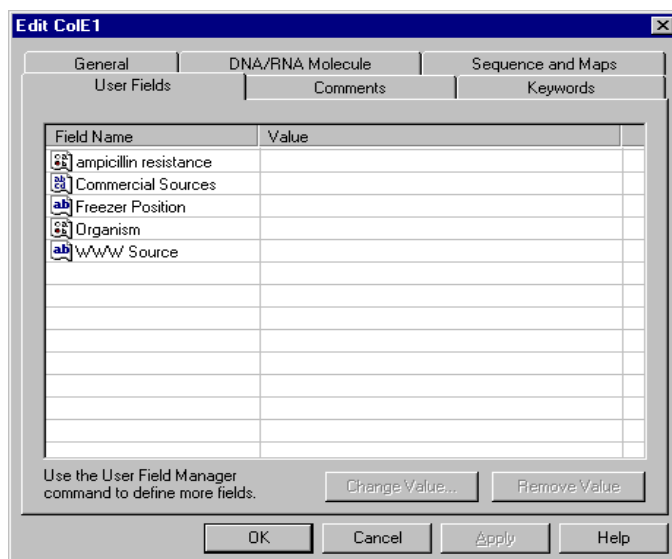 Edit ColE1
General DNA/RNA Molecule Sequence and Maps
User Fields Comments Keywords
Field Name Value
ampicillin resistance
Commercial Sources
Freezer Position
Organism
WWW Source
Use the User Field Manager
command to define more fields.
Change Value... Remove Value
OK Cancel Apply Help